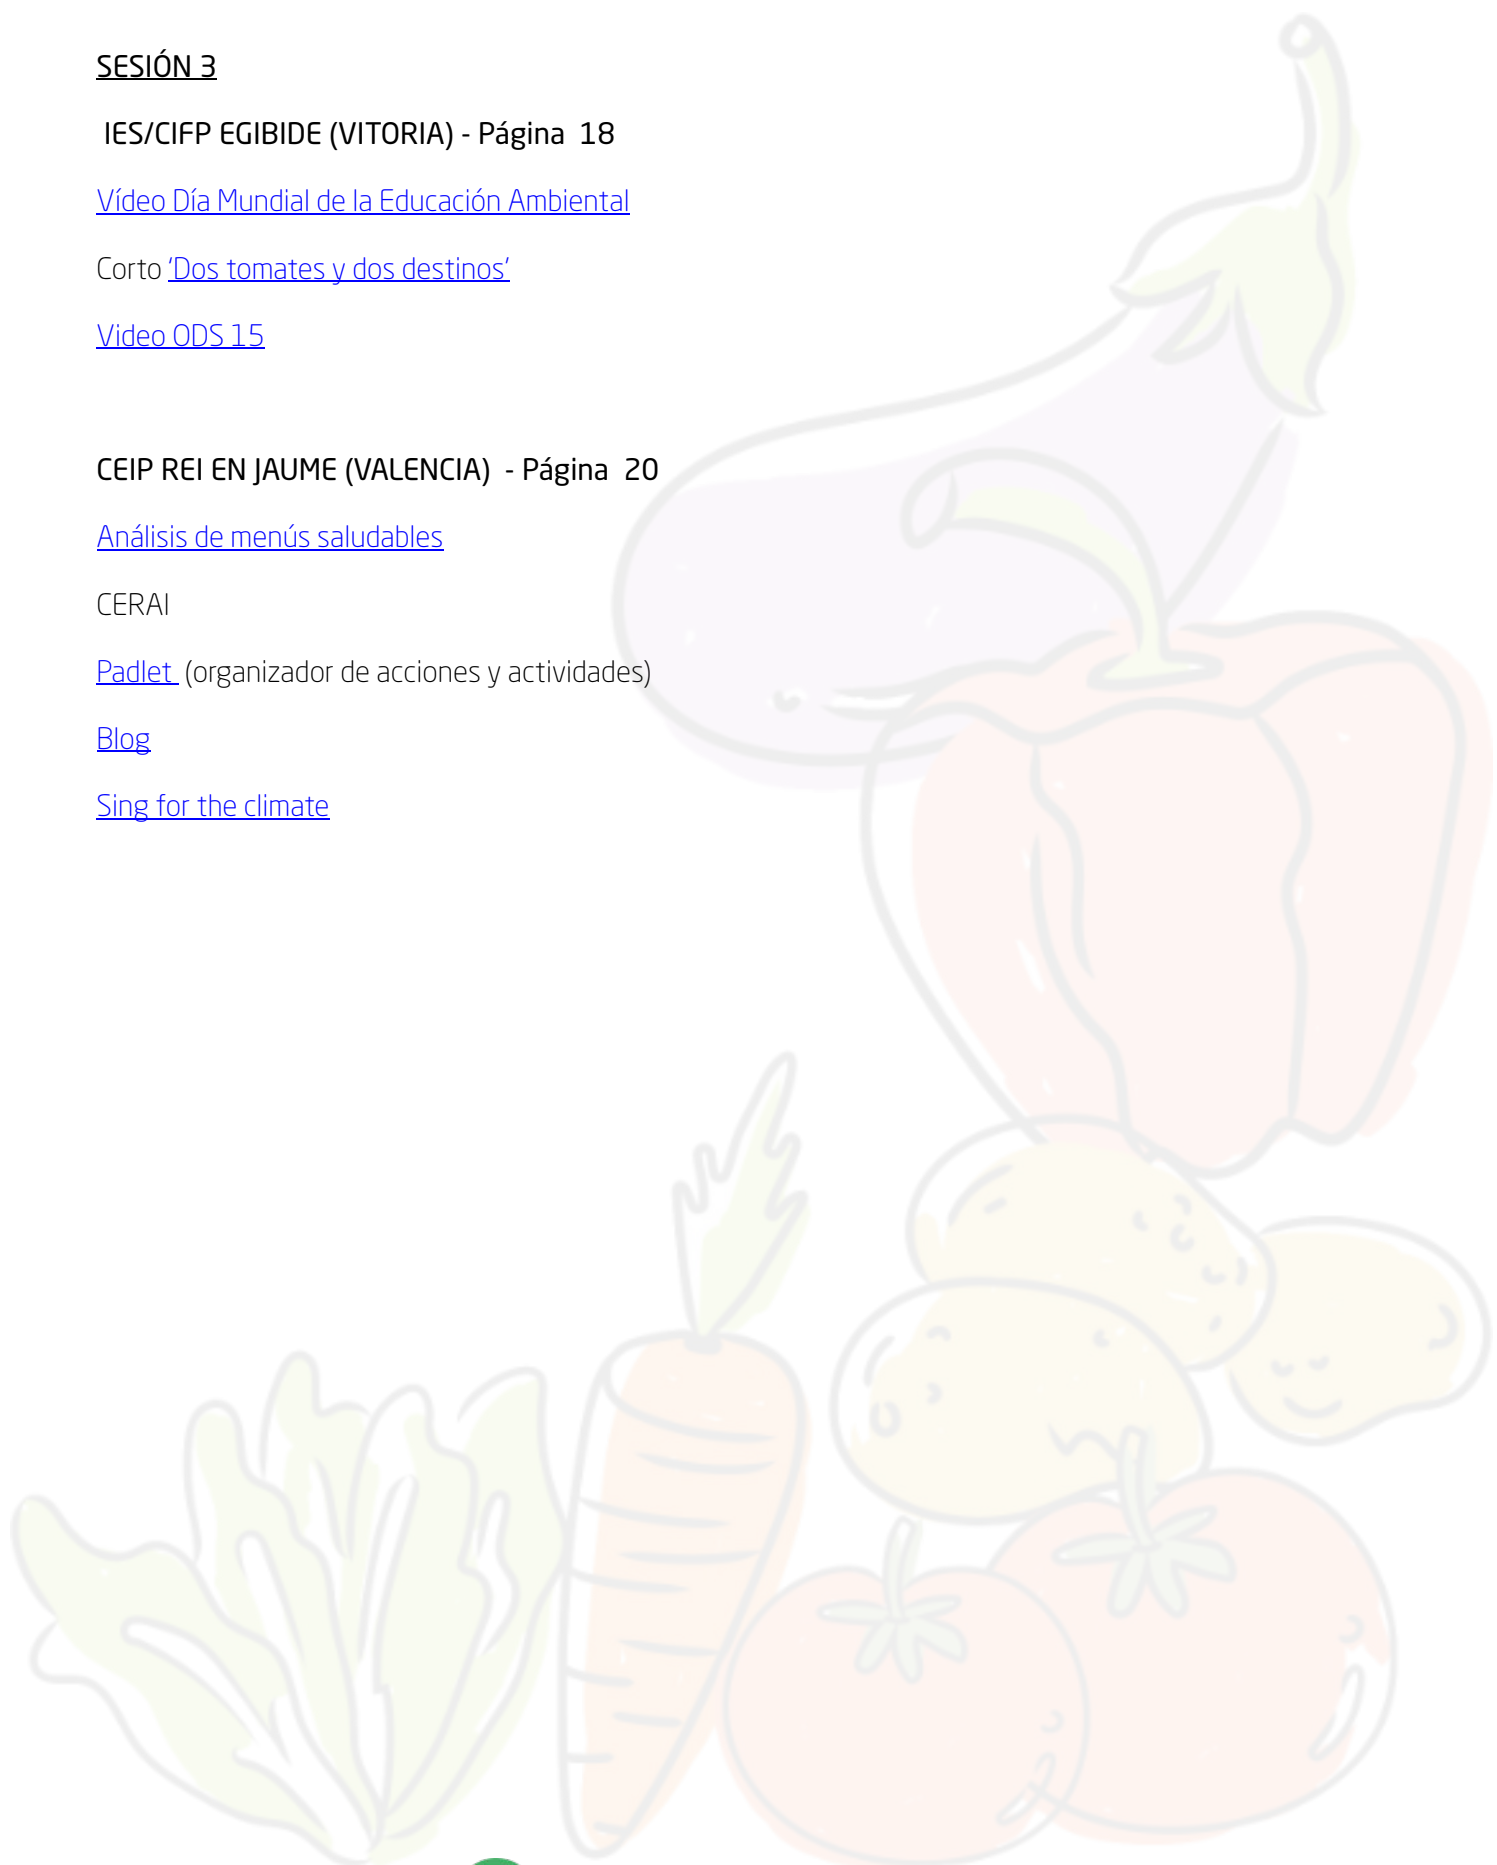 SESIÓN 3
IES/CIFP EGIBIDE (VITORIA) - Página 18
Vídeo Día Mundial de la Educación Ambiental
Corto ‘Dos tomates y dos destinos’
Video ODS 15
CEIP REI EN JAUME (VALENCIA) - Página 20
Análisis de menús saludables
CERAI
Padlet (organizador de acciones y actividades)
Blog
Sing for the climate